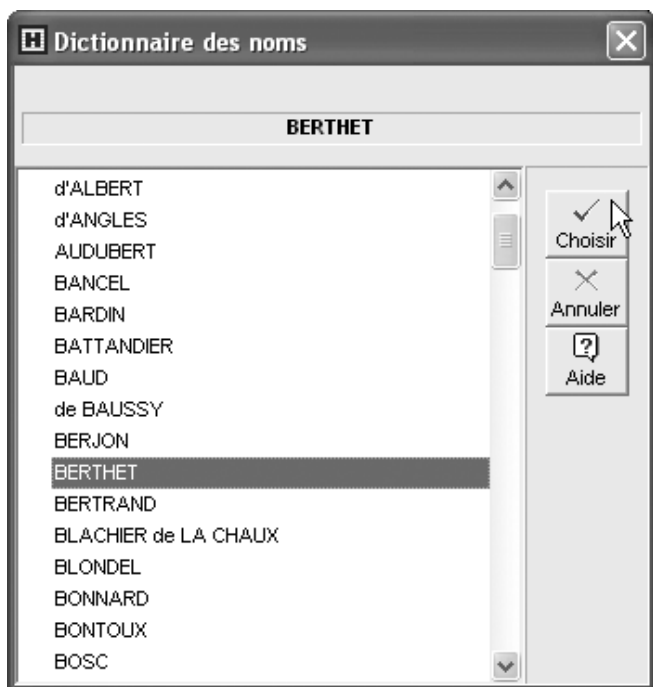 H Dictionnaire des noms
BERTHET
d'ALBERT
d'ANGLES
AUDUBERT
BANCEL
BARDIN
BATTANDIER
BAUD
de BAUSSY
BERJON
BERTHET
BERTRAND
BLACHIER de LA CHAUX
BLONDEL
BONNARD
BONTOUX
BOSC
Choisir
Annuler
?
Aide